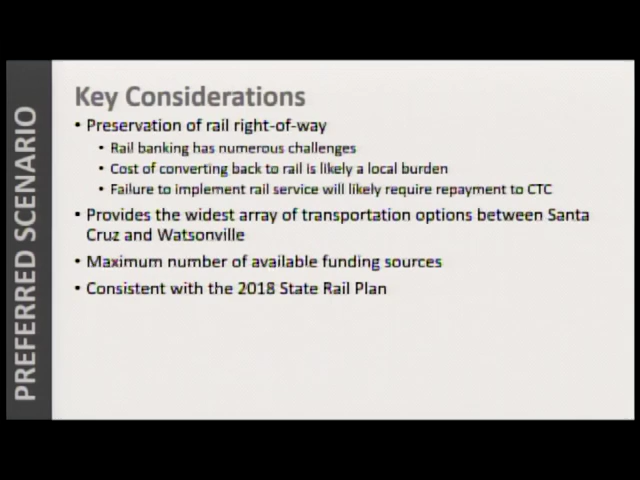 PREFERRED SCENARIO
Key Considerations
• Preservation of rail right-of-way
• Rail banking has numerous challenges
• Cost of converting back to rail is likely a local burden
• Failure to implement rail service will likely require repayment to CTC
• Provides the widest array of transportation options between Santa
Cruz and Watsonville
• Maximum number of available funding sources
• Consistent with the 2018 State Rail Plan